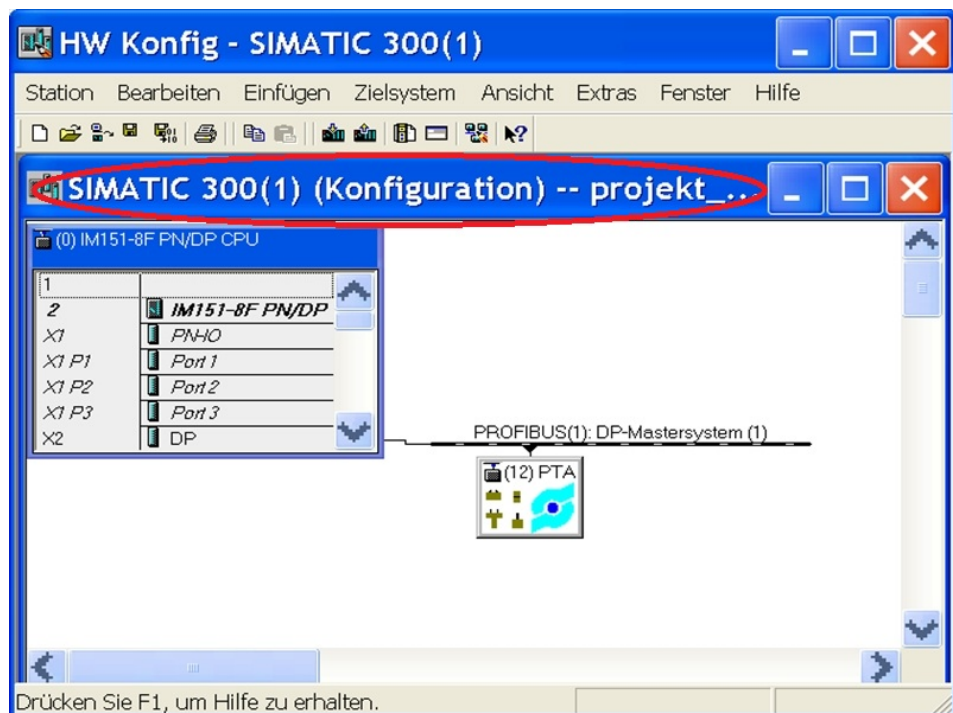 HW Konfig - SIMATIC 300(1)
Station Bearbeiten Einfügen Zielsystem Ansicht Extras Fenster Hilfe
SIMATIC 300(1) (Konfiguration) -- projekt_...
(0) IM151-8F PN/DP CPU
1
2 IM151-8F PN/DP
X1 PN-IO
X1 P1 Port 1
X1 P2 Port 2
X1 P3 Port 3
X2 DP
PROFIBUS(1): DP-Mastersystem (1)
(12) PTA
Drücken Sie F1, um Hilfe zu erhalten.